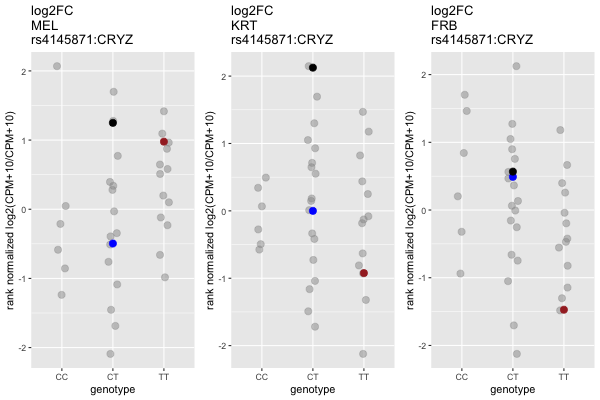 log2FC
MEL
rs4145871:CRYZ
rank normalized log2(CPM+10/CPM+10)
2
1
0
-1
-2
CC
CT
TT
genotype
log2FC
KRT
rs4145871:CRYZ
rank normalized log2(CPM+10/CPM+10)
2
1
0
-1
-2
CC
CT
TT
genotype
log2FC
FRB
rs4145871:CRYZ
rank normalized log2(CPM+10/CPM+10)
2
1
0
-1
-2
CC
CT
TT
genotype